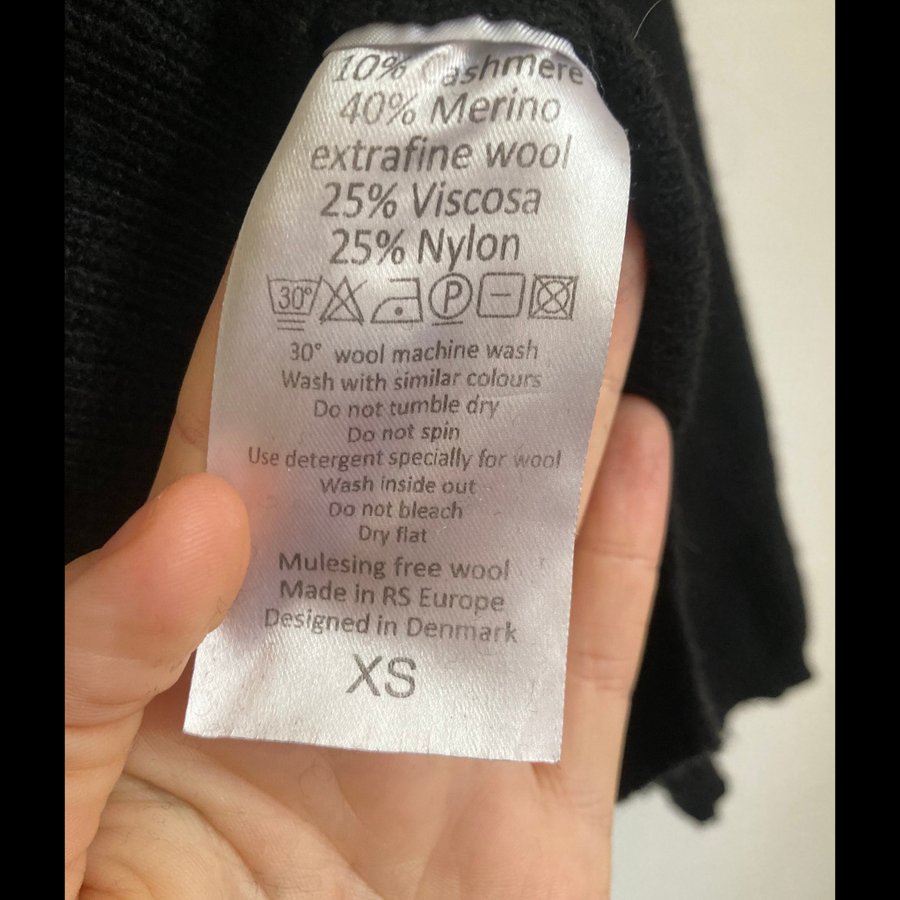 10% Cashmere
40% Merino
extrafine wool
25% Viscosa
25% Nylon
30° P
30° wool machine wash
Wash with similar colours
Do not tumble dry
Do not spin
Use detergent specially for wool
Wash inside out
Do not bleach
Dry flat
Mulesing free wool
Made in RS Europe
Designed in Denmark
XS